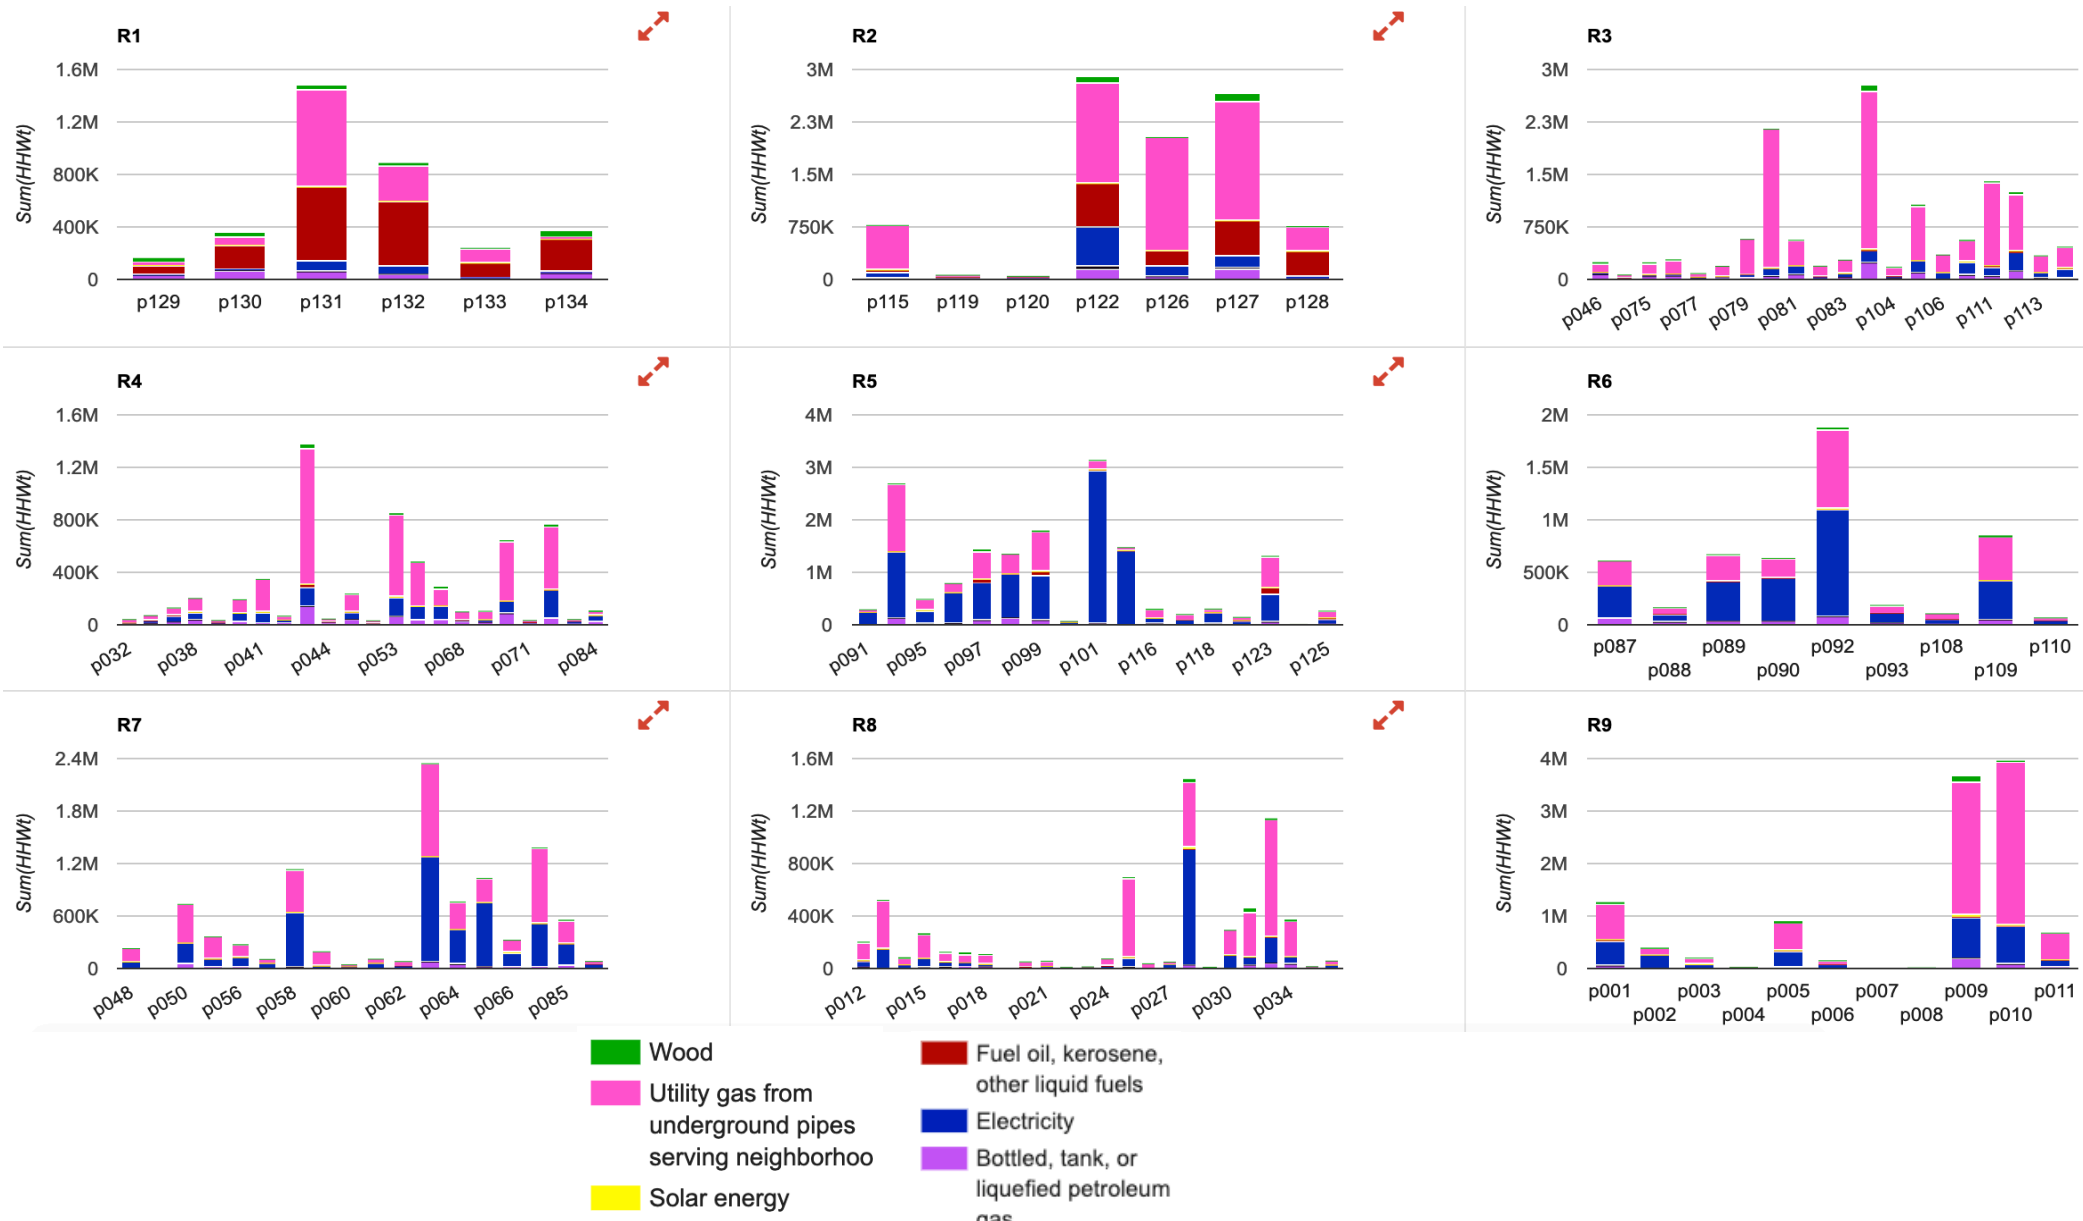 R1
1.6M
1.2M
800K
400K
0
Sum(HHWt)
p129 p130 p131 p132 p133 p134
R2
3M
2.3M
1.5M
750K
0
Sum(HHWt)
p115 p119 p120 p122 p126 p127 p128
R3
3M
2.3M
1.5M
750K
0
Sum(HHWt)
p046 p075 p077 p079 p081 p083 p104 p106 p111 p113
R4
1.6M
1.2M
800K
400K
0
Sum(HHWt)
p032 p038 p041 p044 p053 p068 p071 p084
R5
4M
3M
2M
1M
0
Sum(HHWt)
p091 p095 p097 p099 p101 p116 p118 p123 p125
R6
2M
1.5M
1M
500K
0
Sum(HHWt)
p087 p089 p092 p108 p110
p088 p090 p093 p109
R7
2.4M
1.8M
1.2M
600K
0
Sum(HHWt)
p048 p050 p056 p058 p060 p062 p064 p066 p085
R8
1.6M
1.2M
800K
400K
0
Sum(HHWt)
p012 p015 p018 p021 p024 p027 p030 p034
R9
4M
3M
2M
1M
0
Sum(HHWt)
p001 p003 p005 p007 p009 p011
p002 p004 p006 p008 p010
Wood
Utility gas from
underground pipes
serving neighborhoo
Solar energy
Fuel oil, kerosene,
other liquid fuels
Electricity
Bottled, tank, or
liquefied petroleum
gas